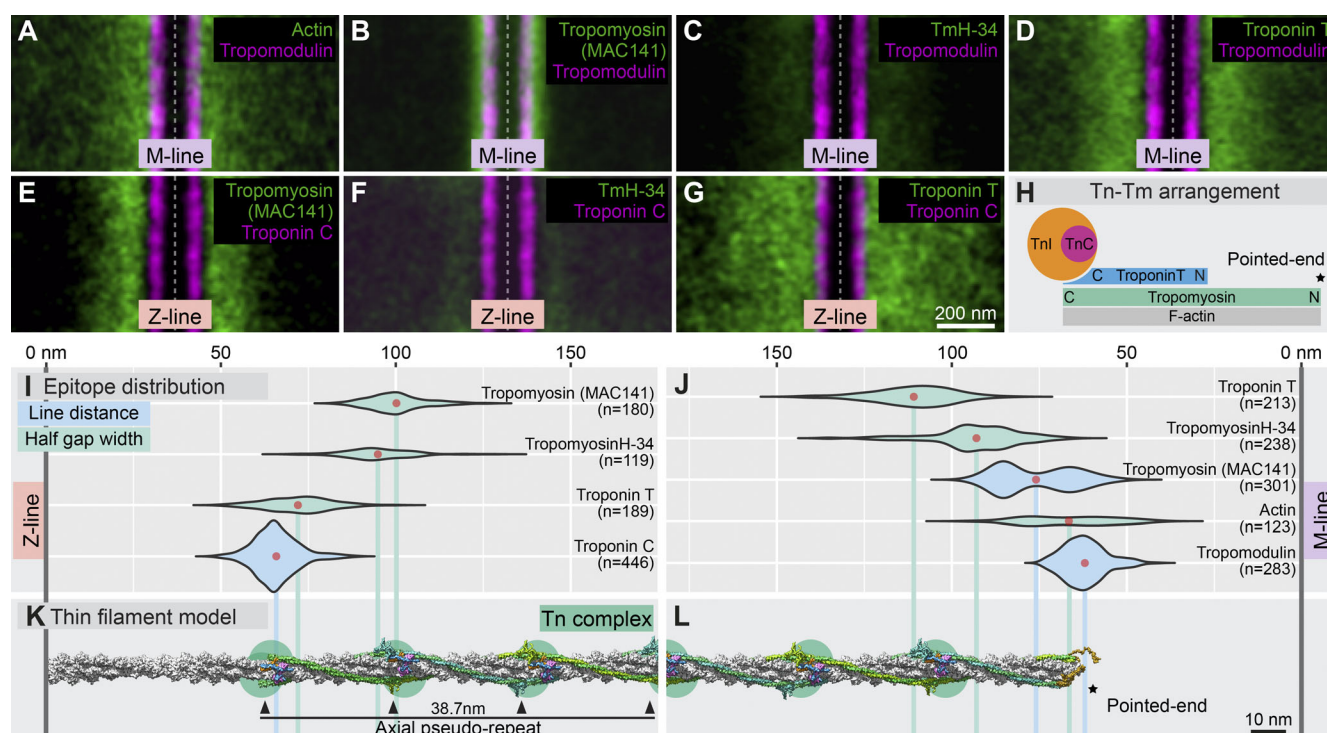 A
Actin
Tropomodulin
M-line
B
Tropomyosin
(MAC141)
Tropomodulin
M-line
C
TmH-34
Tropomodulin
M-line
D
Troponin T
Tropomodulin
M-line
E
Tropomyosin
(MAC141)
Troponin C
Z-line
F
TmH-34
Troponin C
Z-line
G
Troponin T
Troponin C
Z-line
200 nm
H Tn-Tm arrangement
TnI TnC
Pointed-end
C TroponinT N
C Tropomyosin N
F-actin
0 nm 50 100 150
150 100 50 0 nm
I Epitope distribution
Line distance
Half gap width
Tropomyosin (MAC141)
(n=180)
TropomyosinH-34
(n=119)
Troponin T
(n=189)
Troponin C
(n=446)
Z-line
J
Troponin T
(n=213)
TropomyosinH-34
(n=238)
Tropomyosin (MAC141)
(n=301)
Actin
(n=123)
Tropomodulin
(n=283)
M-line
K Thin filament model
Tn complex
38.7nm
Axial pseudo-repeat
L
Pointed-end
10 nm